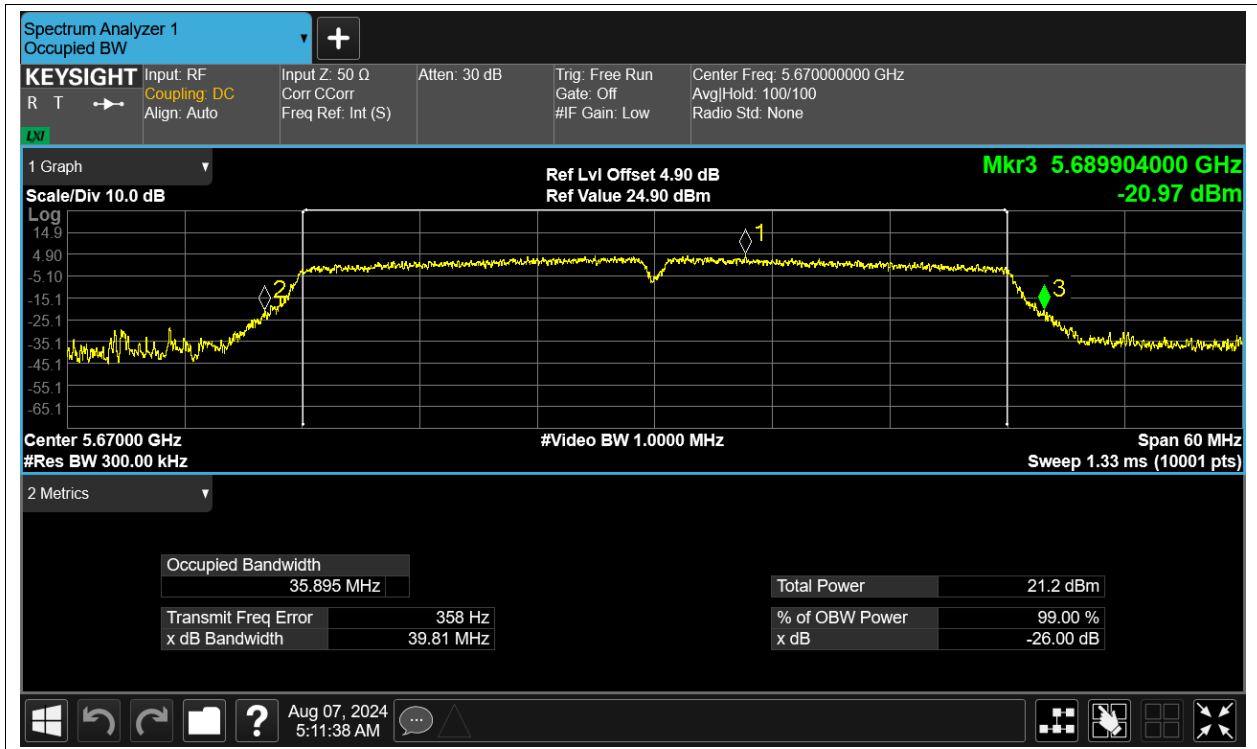 Spectrum Analyzer 1
Occupied BW
KEYSIGHT
R T
LXI
Input: RF
Coupling: DC
Align: Auto
Input Z: 50 Ω
Corr CCorr
Freq Ref: Int (S)
Atten: 30 dB
Trig: Free Run
Gate: Off
#IF Gain: Low
Center Freq: 5.670000000 GHz
Avg|Hold: 100/100
Radio Std: None
1 Graph
Scale/Div 10.0 dB
Ref Lvl Offset 4.90 dB
Ref Value 24.90 dBm
Mkr3 5.689904000 GHz
-20.97 dBm
Log
14.9
4.90
-5.10
-15.1
-25.1
-35.1
-45.1
-55.1
-65.1
1
2
3
Center 5.67000 GHz
#Res BW 300.00 kHz
#Video BW 1.0000 MHz
Span 60 MHz
Sweep 1.33 ms (10001 pts)
2 Metrics
Occupied Bandwidth
35.895 MHz
Transmit Freq Error 358 Hz
x dB Bandwidth 39.81 MHz
Total Power 21.2 dBm
% of OBW Power 99.00 %
x dB -26.00 dB
?
Aug 07, 2024
5:11:38 AM